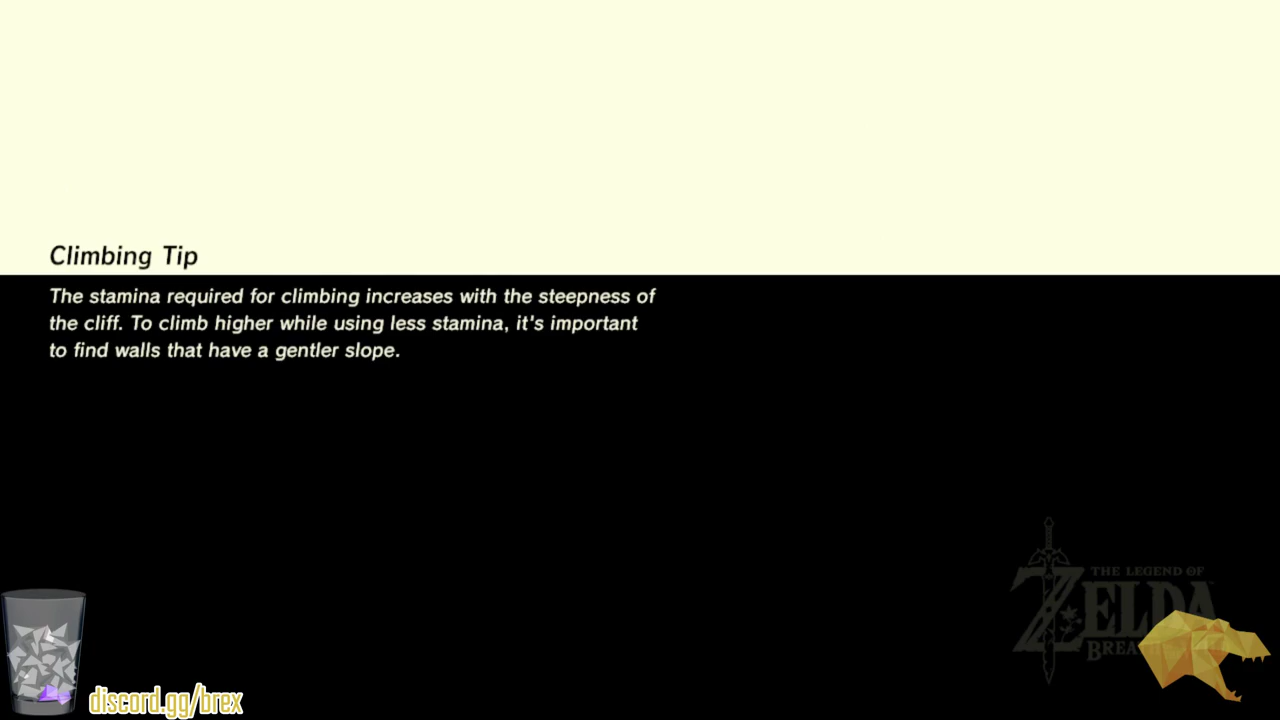 Climbing Tip
The stamina required for climbing increases with the steepness of
the cliff. To climb higher while using less stamina, it's important
to find walls that have a gentler slope.
THE LEGEND OF
ZELDA
discord.gg/brex